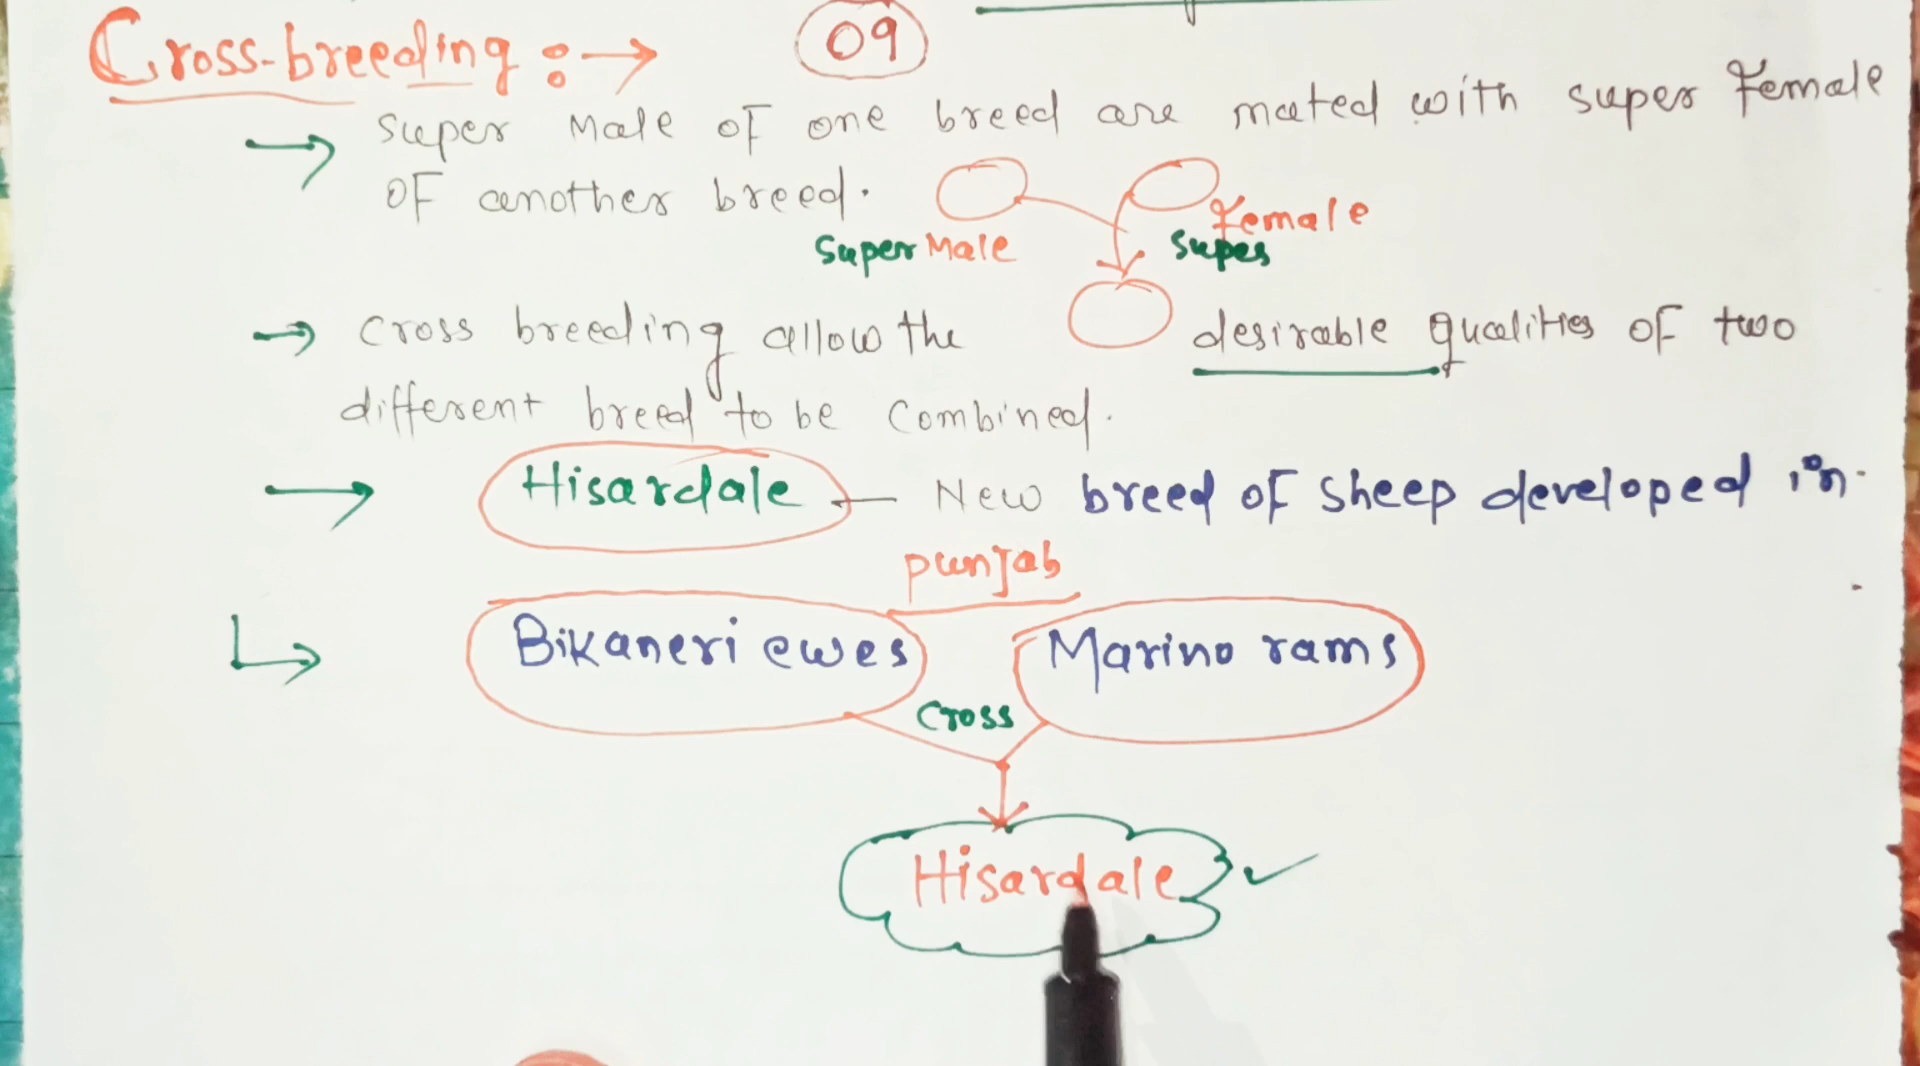 Cross-breeding :→ 09
→ super Male of one breed are mated with super female
of another breed.
Super Male
Female
Super
→ Cross breeding allow the desirable qualities of two
different breed to be Combined.
→ Hisardale — New breed of sheep developed in
punjab
Bikaneri ewes Marino rams
Cross
Hisardale ✓